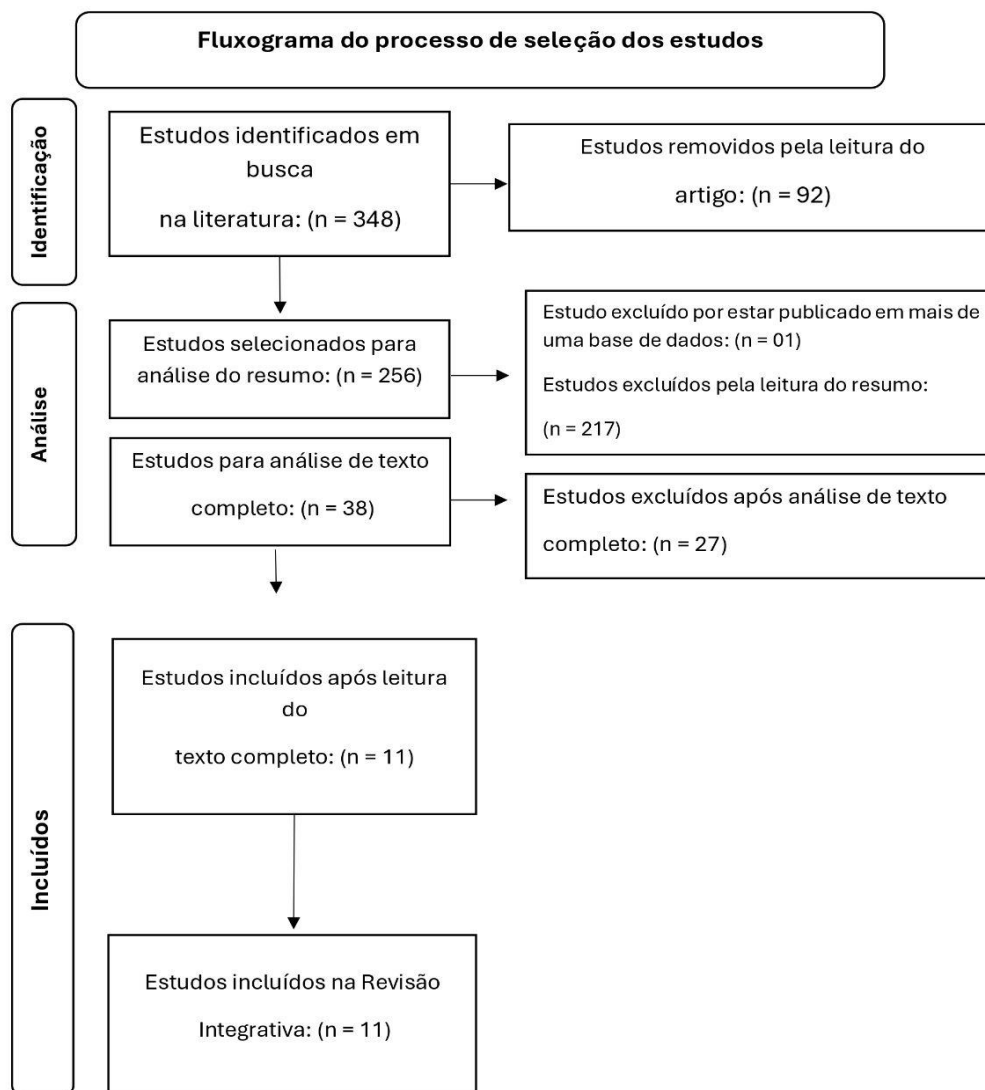 Fluxograma do processo de seleção dos estudos
Identificação
Estudos identificados em
busca
na literatura: (n = 348)
Estudos removidos pela leitura do
artigo: (n = 92)
Análise
Estudos selecionados para
análise do resumo: (n = 256)
Estudo excluído por estar publicado em mais de
uma base de dados: (n = 01)
Estudos excluídos pela leitura do resumo:
(n = 217)
Estudos para análise de texto
completo: (n = 38)
Estudos excluídos após análise de texto
completo: (n = 27)
Incluídos
Estudos incluídos após leitura
do
texto completo: (n = 11)
Estudos incluídos na Revisão
Integrativa: (n = 11)